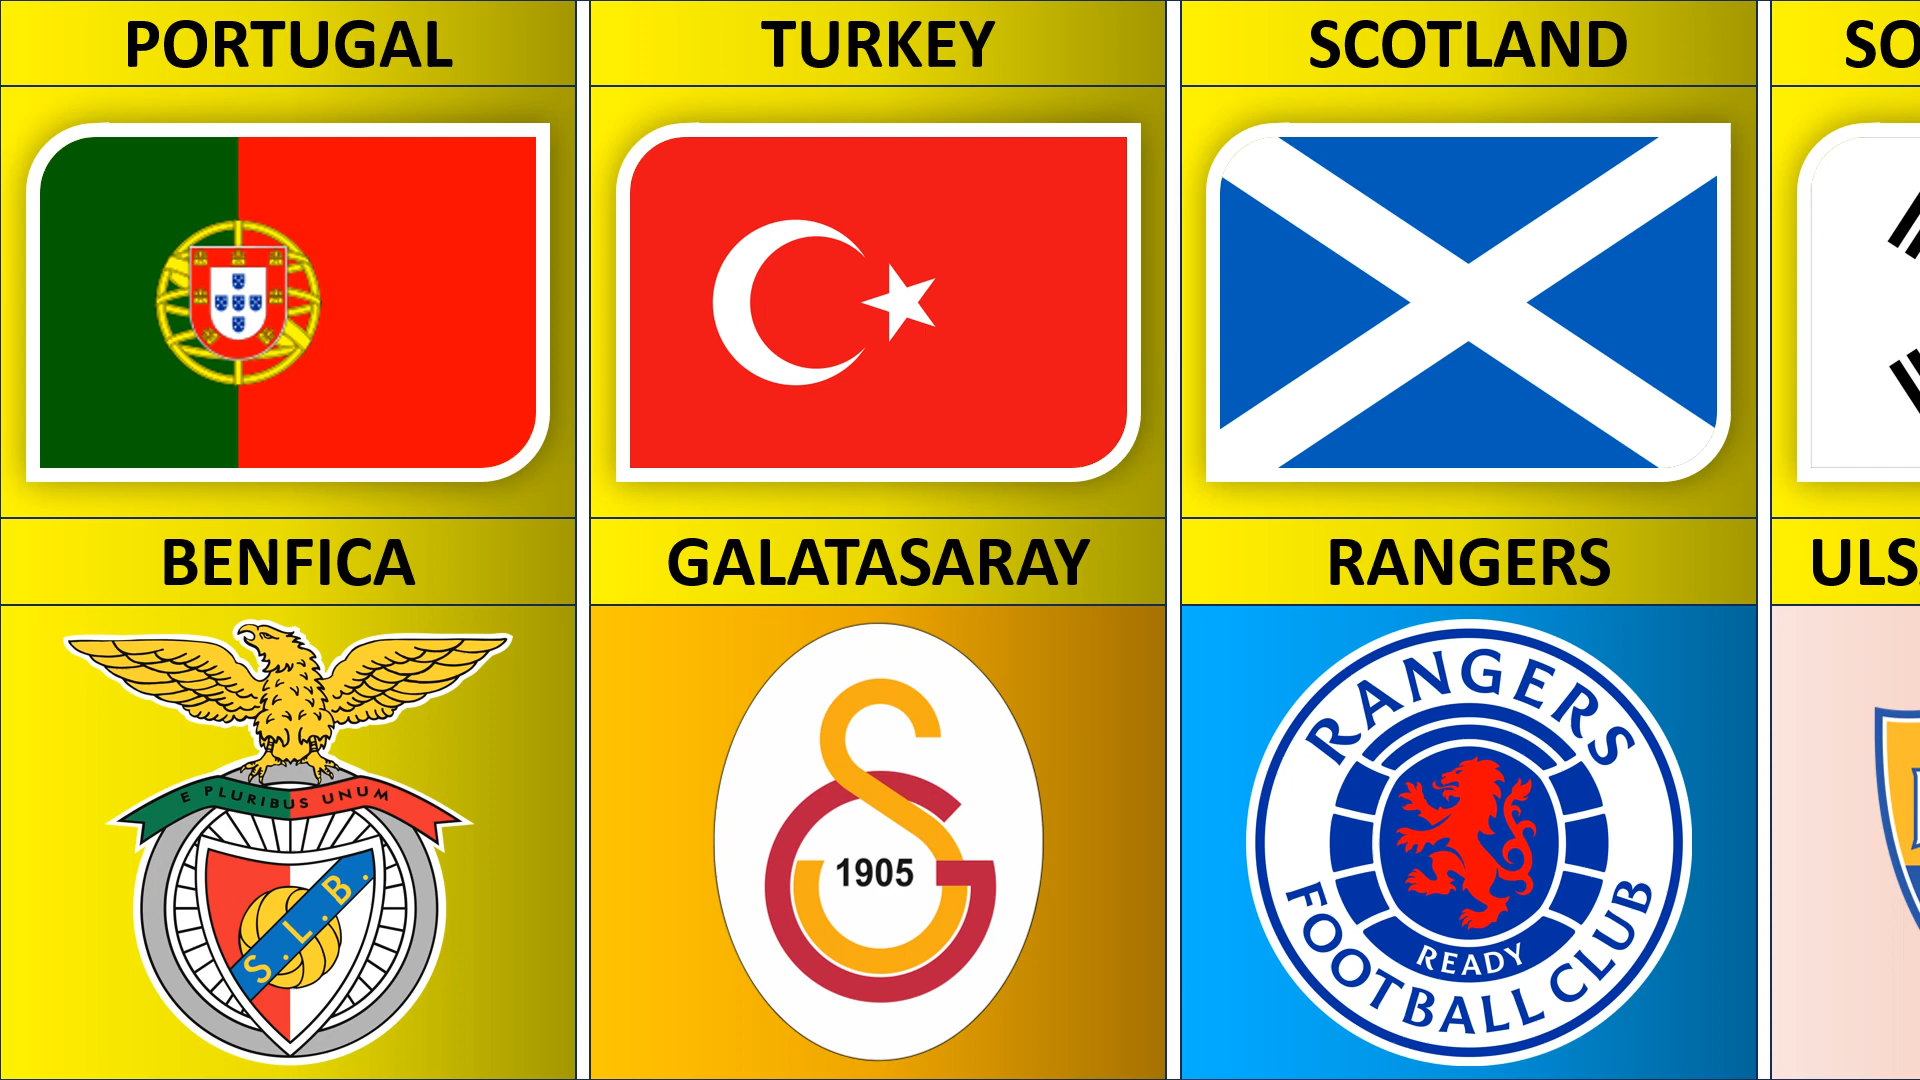 PORTUGAL
TURKEY
SCOTLAND
BENFICA
GALATASARAY
RANGERS
E PLURIBUS UNUM
S.L.B.
1905
RANGERS
READY
FOOTBALL CLUB